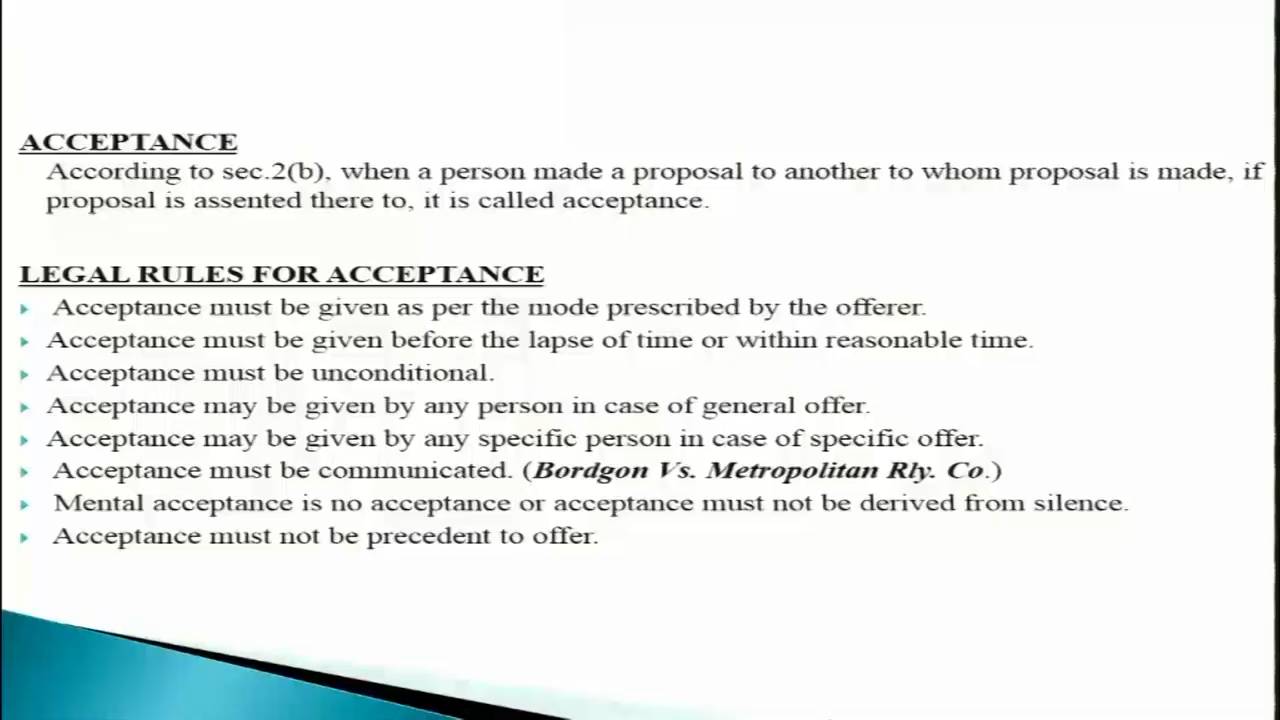 ACCEPTANCE
According to sec.2(b), when a person made a proposal to another to whom proposal is made, if
proposal is assented there to, it is called acceptance.
LEGAL RULES FOR ACCEPTANCE
Acceptance must be given as per the mode prescribed by the offerer.
Acceptance must be given before the lapse of time or within reasonable time.
Acceptance must be unconditional.
Acceptance may be given by any person in case of general offer.
Acceptance may be given by any specific person in case of specific offer.
Acceptance must be communicated. (Bordgon Vs. Metropolitan Rly. Co.)
Mental acceptance is no acceptance or acceptance must not be derived from silence.
Acceptance must not be precedent to offer.